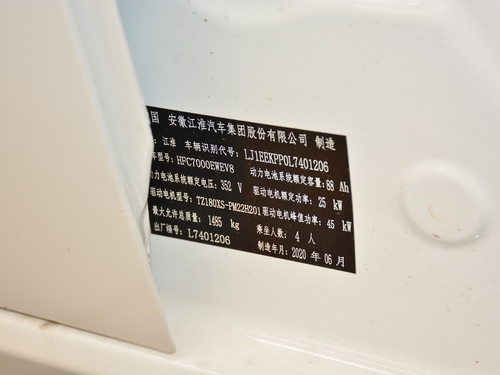 国 安徽江淮汽车集团股份有限公司 制造
: 江淮 车辆识别代号: LJ1EEKPP0L7401206
车型号: HFC7000EWEV8 动力电池系统额定容量: 88 Ah
动力电池系统额定电压: 352 V 驱动电机额定功率: 25 kW
驱动电机型号: TZ180XS-PM22H201 驱动电机峰值功率: 45 kW
最大允许总质量: 1485 kg 乘坐人数: 4 人
出厂编号: L7401206 制造年月: 2020 年 06 月